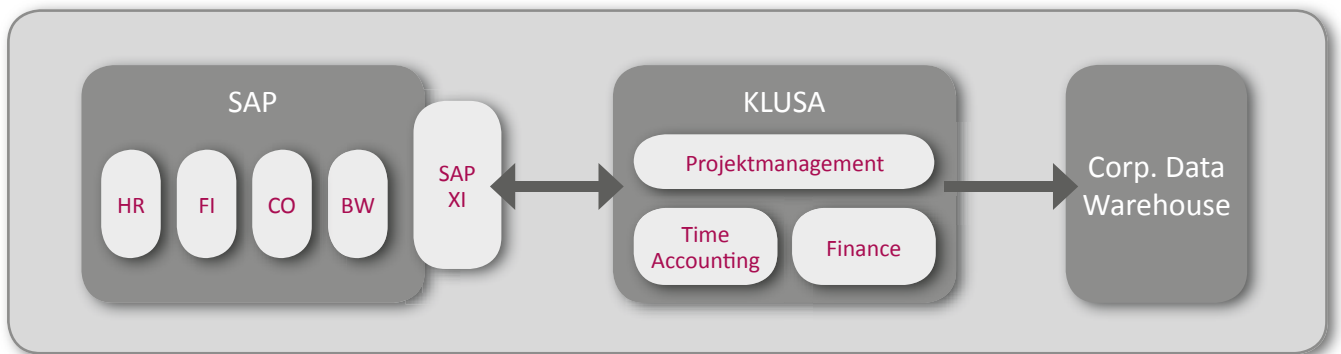 SAP
HR
FI
CO
BW
SAP
XI
KLUSA
Projektmanagement
Time
Accounting
Finance
Corp. Data
Warehouse